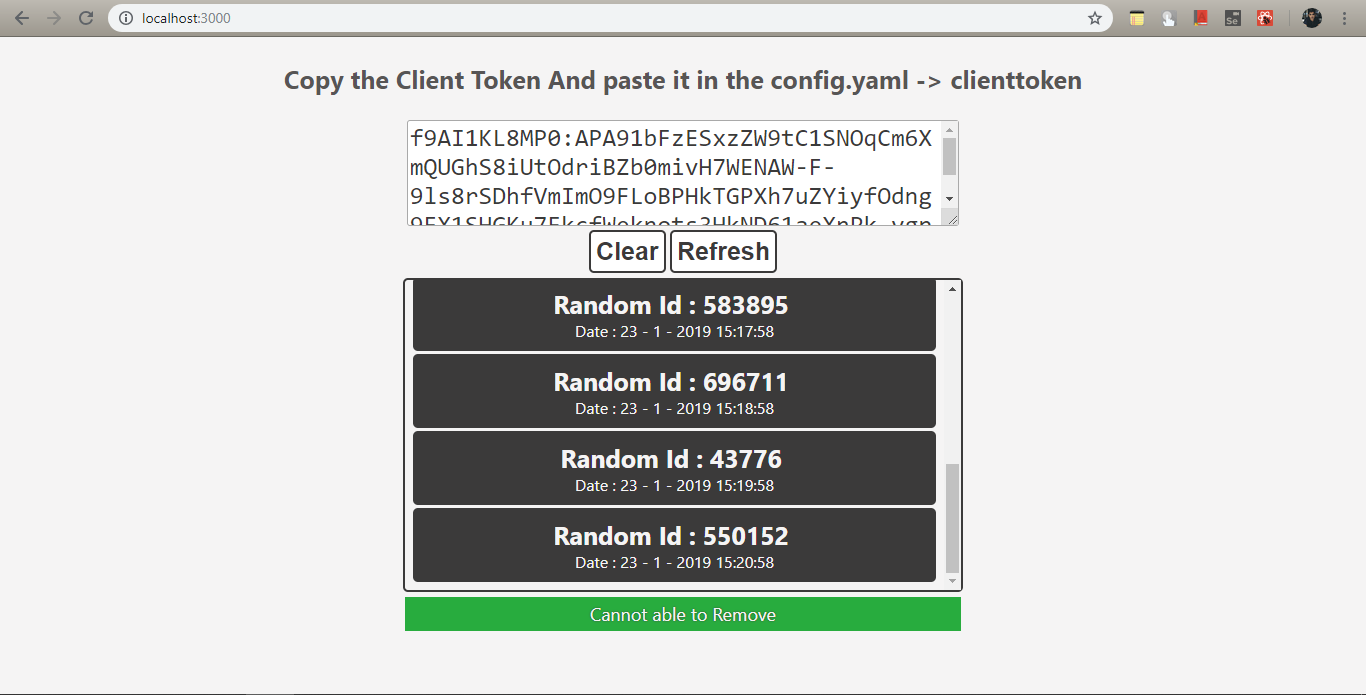 localhost:3000
Copy the Client Token And paste it in the config.yaml -> clienttoken
f9AI1KL8MP0:APA91bFzESxzZW9tC1SNOqCm6X
mQUGhS8iUtOdriBZb0mivH7WENAW-F-
9ls8rSDhfVmImO9FLoBPHkTGPXh7uZYiyfOdng
Clear Refresh
Random Id : 583895
Date : 23 - 1 - 2019 15:17:58
Random Id : 696711
Date : 23 - 1 - 2019 15:18:58
Random Id : 43776
Date : 23 - 1 - 2019 15:19:58
Random Id : 550152
Date : 23 - 1 - 2019 15:20:58
Cannot able to Remove